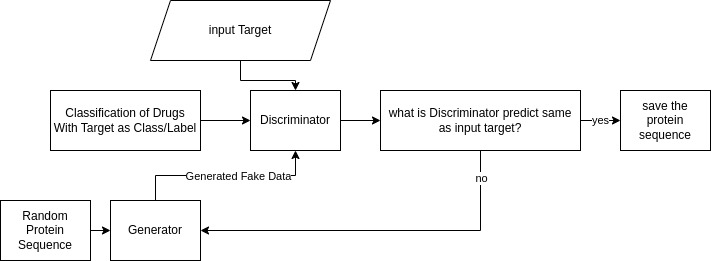 input Target
Classification of Drugs
With Target as Class/Label
Discriminator
what is Discriminator predict same
as input target?
yes
save the
protein
sequence
Generated Fake Data
no
Random
Protein
Sequence
Generator